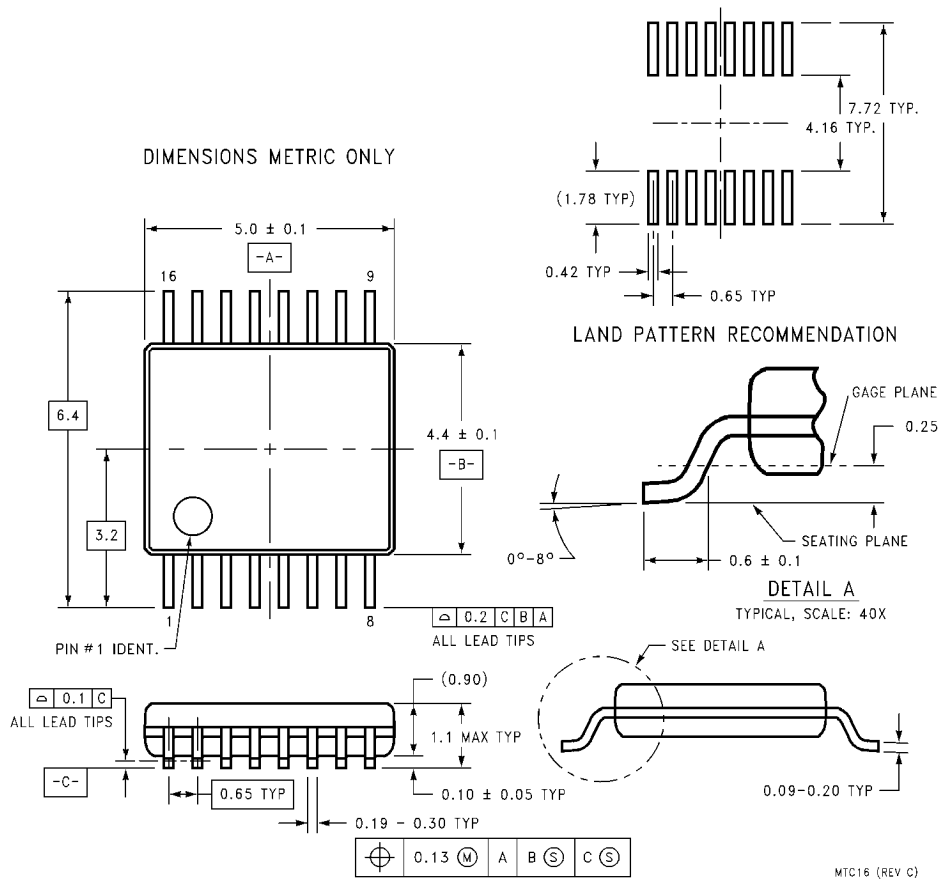 7.72 TYP.
4.16 TYP.
DIMENSIONS METRIC ONLY
(1.78 TYP)
5.0 ± 0.1
-A-
0.42 TYP
16
9
0.65 TYP
LAND PATTERN RECOMMENDATION
GAGE PLANE
6.4
0.25
4.4 ± 0.1
-B-
3.2
SEATING PLANE
0°-8°
0.6 ± 0.1
DETAIL A
TYPICAL, SCALE: 40X
1
8
⌓ 0.2 C B A
ALL LEAD TIPS
PIN #1 IDENT.
SEE DETAIL A
(0.90)
⌓ 0.1 C
ALL LEAD TIPS
1.1 MAX TYP
-C-
0.65 TYP
0.10 ± 0.05 TYP
0.09-0.20 TYP
0.19 - 0.30 TYP
⌖ 0.13 Ⓜ A B Ⓢ C Ⓢ
MTC16 (REV C)